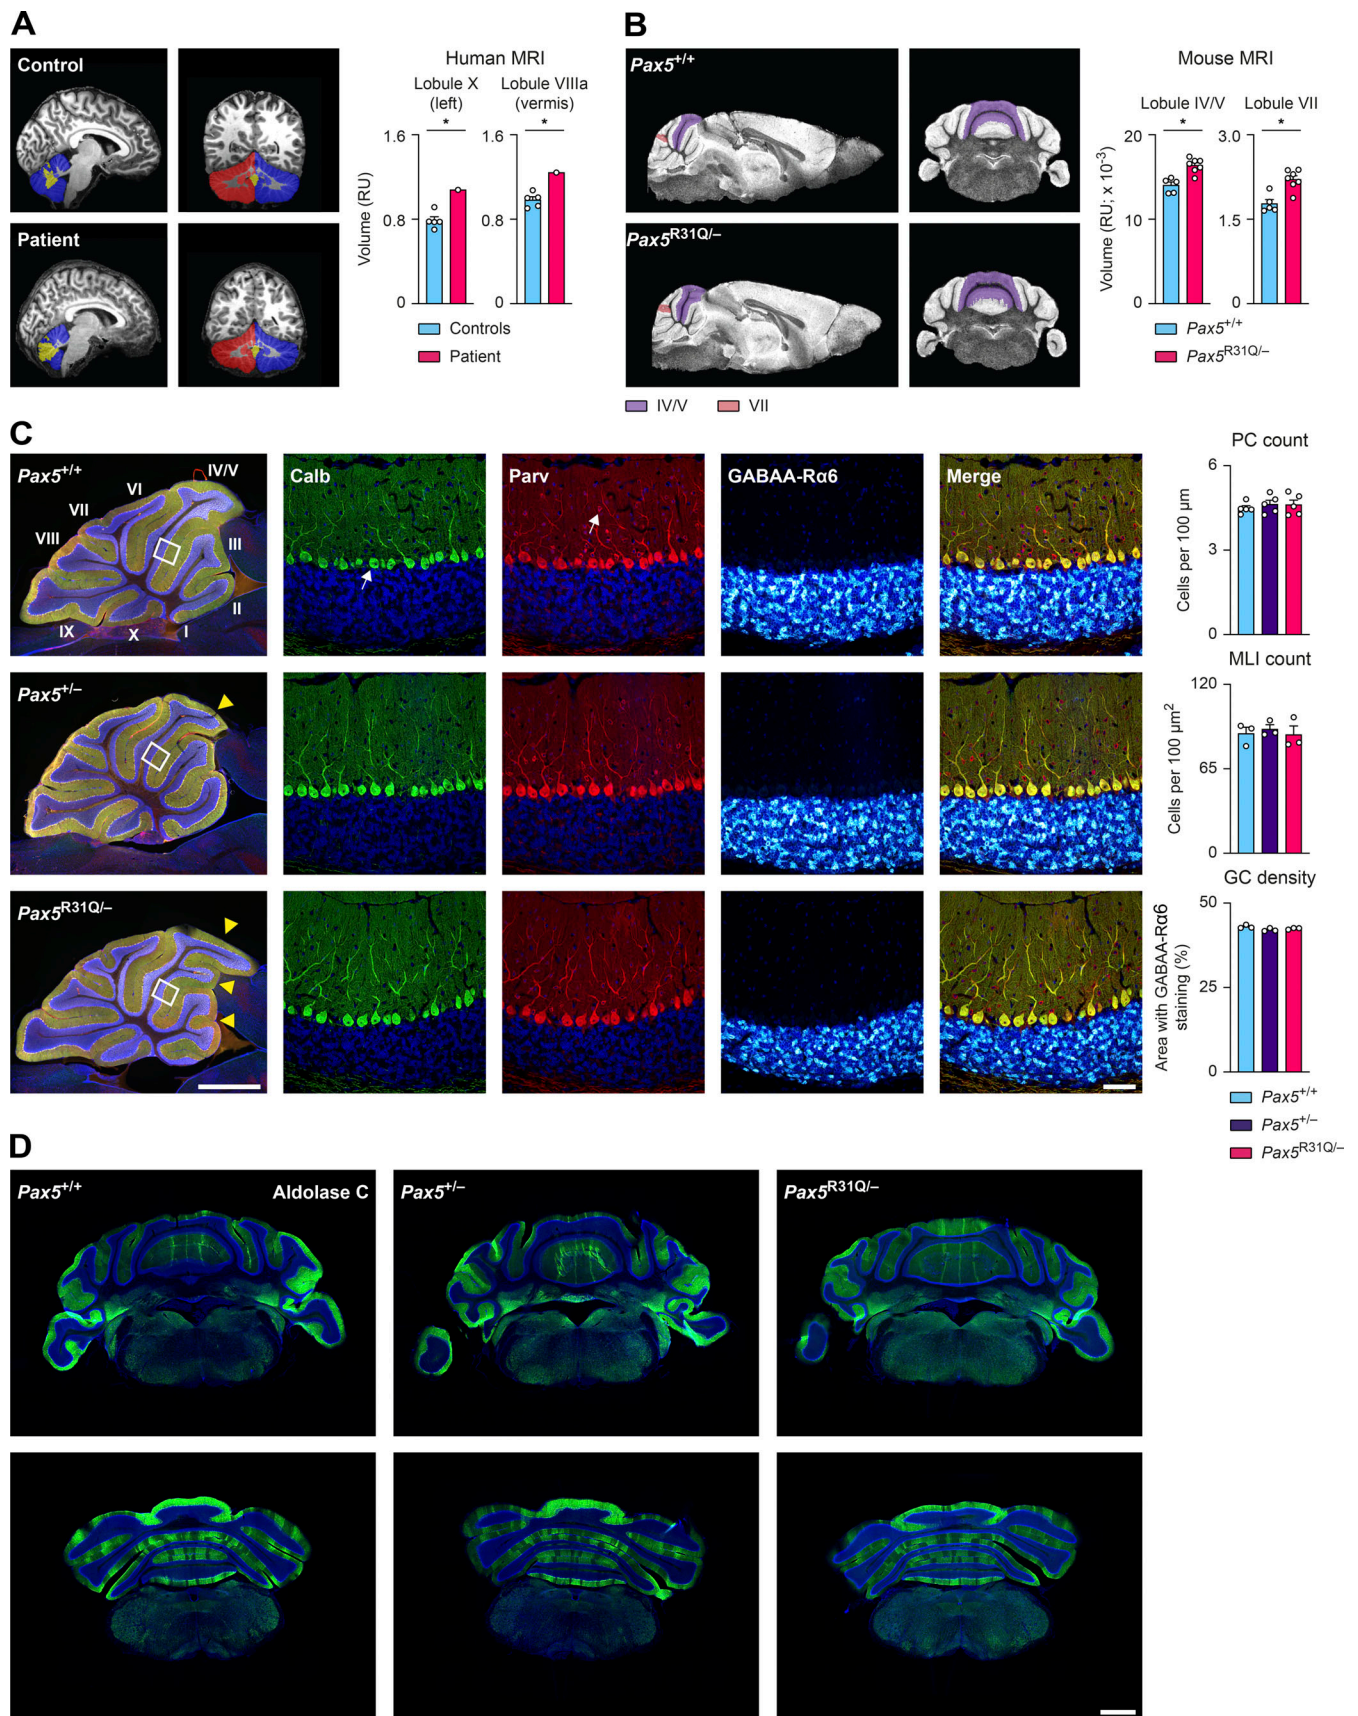 A
Control
Patient
Human MRI
Lobule X
(left)
Lobule VIIIa
(vermis)
*
*
1.6
0.8
0
1.6
0.8
0
Volume (RU)
Controls
Patient
B
Pax5+/+
Pax5R31Q/–
IV/V
VII
Mouse MRI
Lobule IV/V
Lobule VII
*
*
20
10
0
3.0
1.5
0
Volume (RU; x 10-3)
Pax5+/+
Pax5R31Q/–
C
Pax5+/+
IV/V
VI
VII
VIII
III
II
IX
X
I
Calb
Parv
GABAA-Rα6
Merge
Pax5+/–
Pax5R31Q/–
PC count
6
3
0
Cells per 100 µm
MLI count
120
65
0
Cells per 100 µm2
GC density
50
25
0
Area with GABAA-Rα6
staining (%)
Pax5+/+
Pax5+/–
Pax5R31Q/–
D
Pax5+/+
Aldolase C
Pax5+/–
Pax5R31Q/–